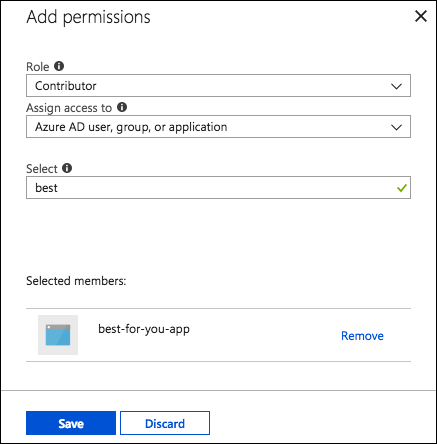 Add permissions
Role
Contributor
Assign access to
Azure AD user, group, or application
Select
best
Selected members:
best-for-you-app
Remove
Save
Discard